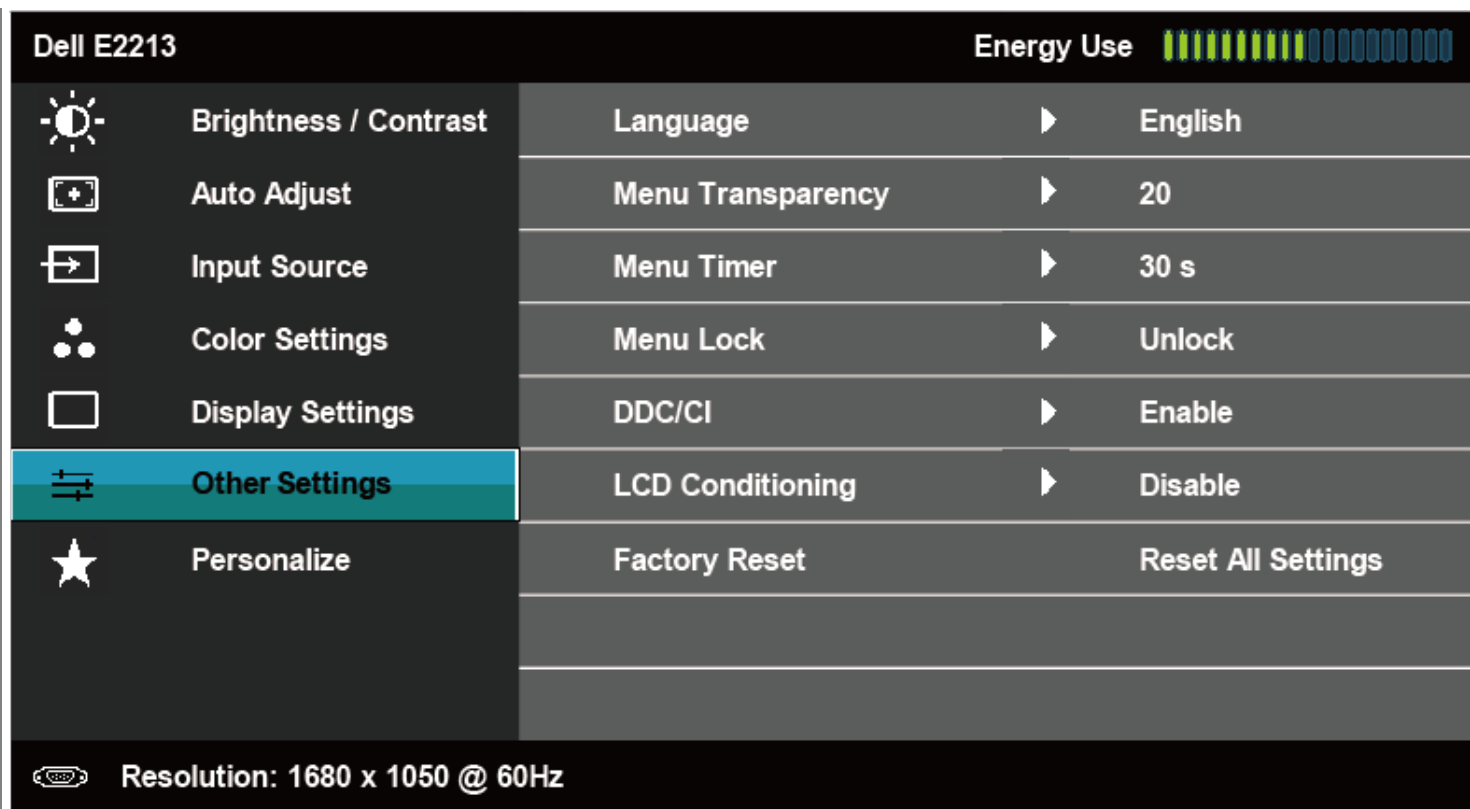 Dell E2213 Energy Use
Brightness / Contrast Language English
Auto Adjust Menu Transparency 20
Input Source Menu Timer 30 s
Color Settings Menu Lock Unlock
Display Settings DDC/CI Enable
Other Settings LCD Conditioning Disable
Personalize Factory Reset Reset All Settings
Resolution: 1680 x 1050 @ 60Hz